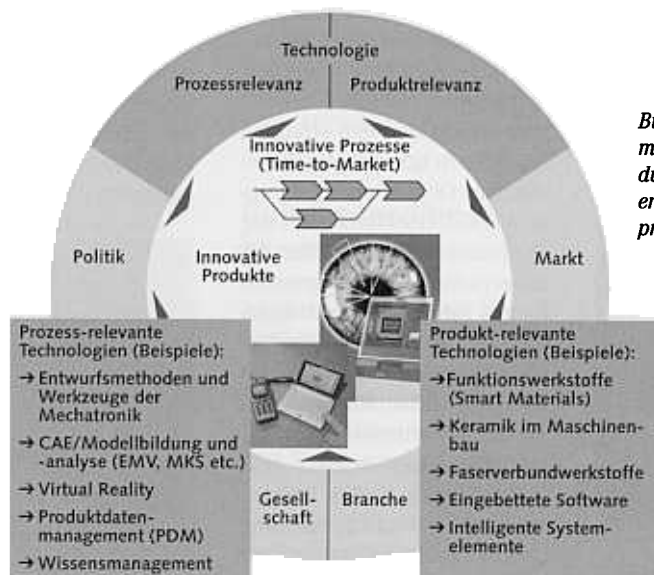 Technologie
Prozessrelevanz
Produktrelevanz
Innovative Prozesse
(Time-to-Market)
Politik
Innovative
Produkte
Markt
Prozess-relevante
Technologien (Beispiele):
→ Entwurfsmethoden und
Werkzeuge der
Mechatronik
→ CAE/Modellbildung und
-analyse (EMV, MKS etc.)
→ Virtual Reality
→ Produktdaten-
management (PDM)
→ Wissensmanagement
Gesell-
schaft
Branche
Produkt-relevante
Technologien (Beispiele):
→ Funktionswerkstoffe
(Smart Materials)
→ Keramik im Maschinen-
bau
→ Faserverbundwerkstoffe
→ Eingebettete Software
→ Intelligente System-
elemente